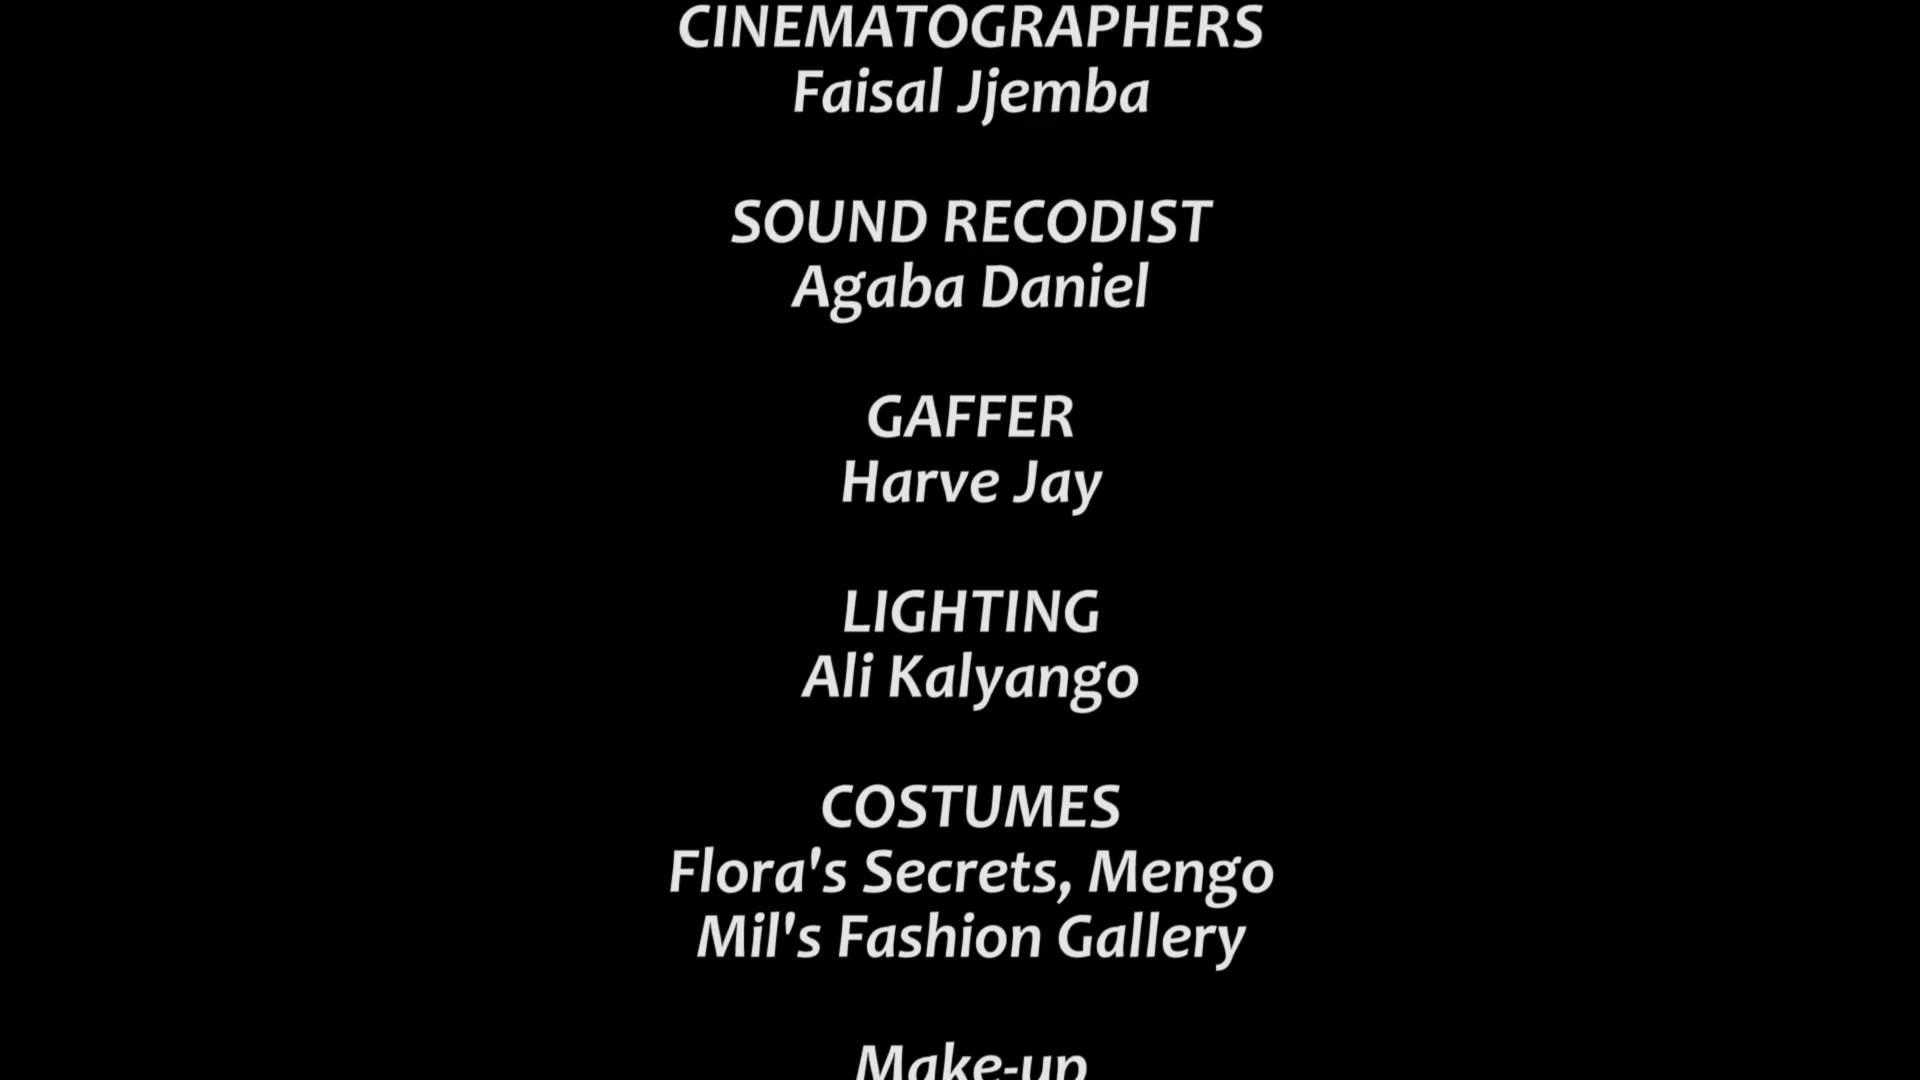 CINEMATOGRAPHERS
Faisal Jjemba
SOUND RECODIST
Agaba Daniel
GAFFER
Harve Jay
LIGHTING
Ali Kalyango
COSTUMES
Flora's Secrets, Mengo
Mil's Fashion Gallery
Make-up